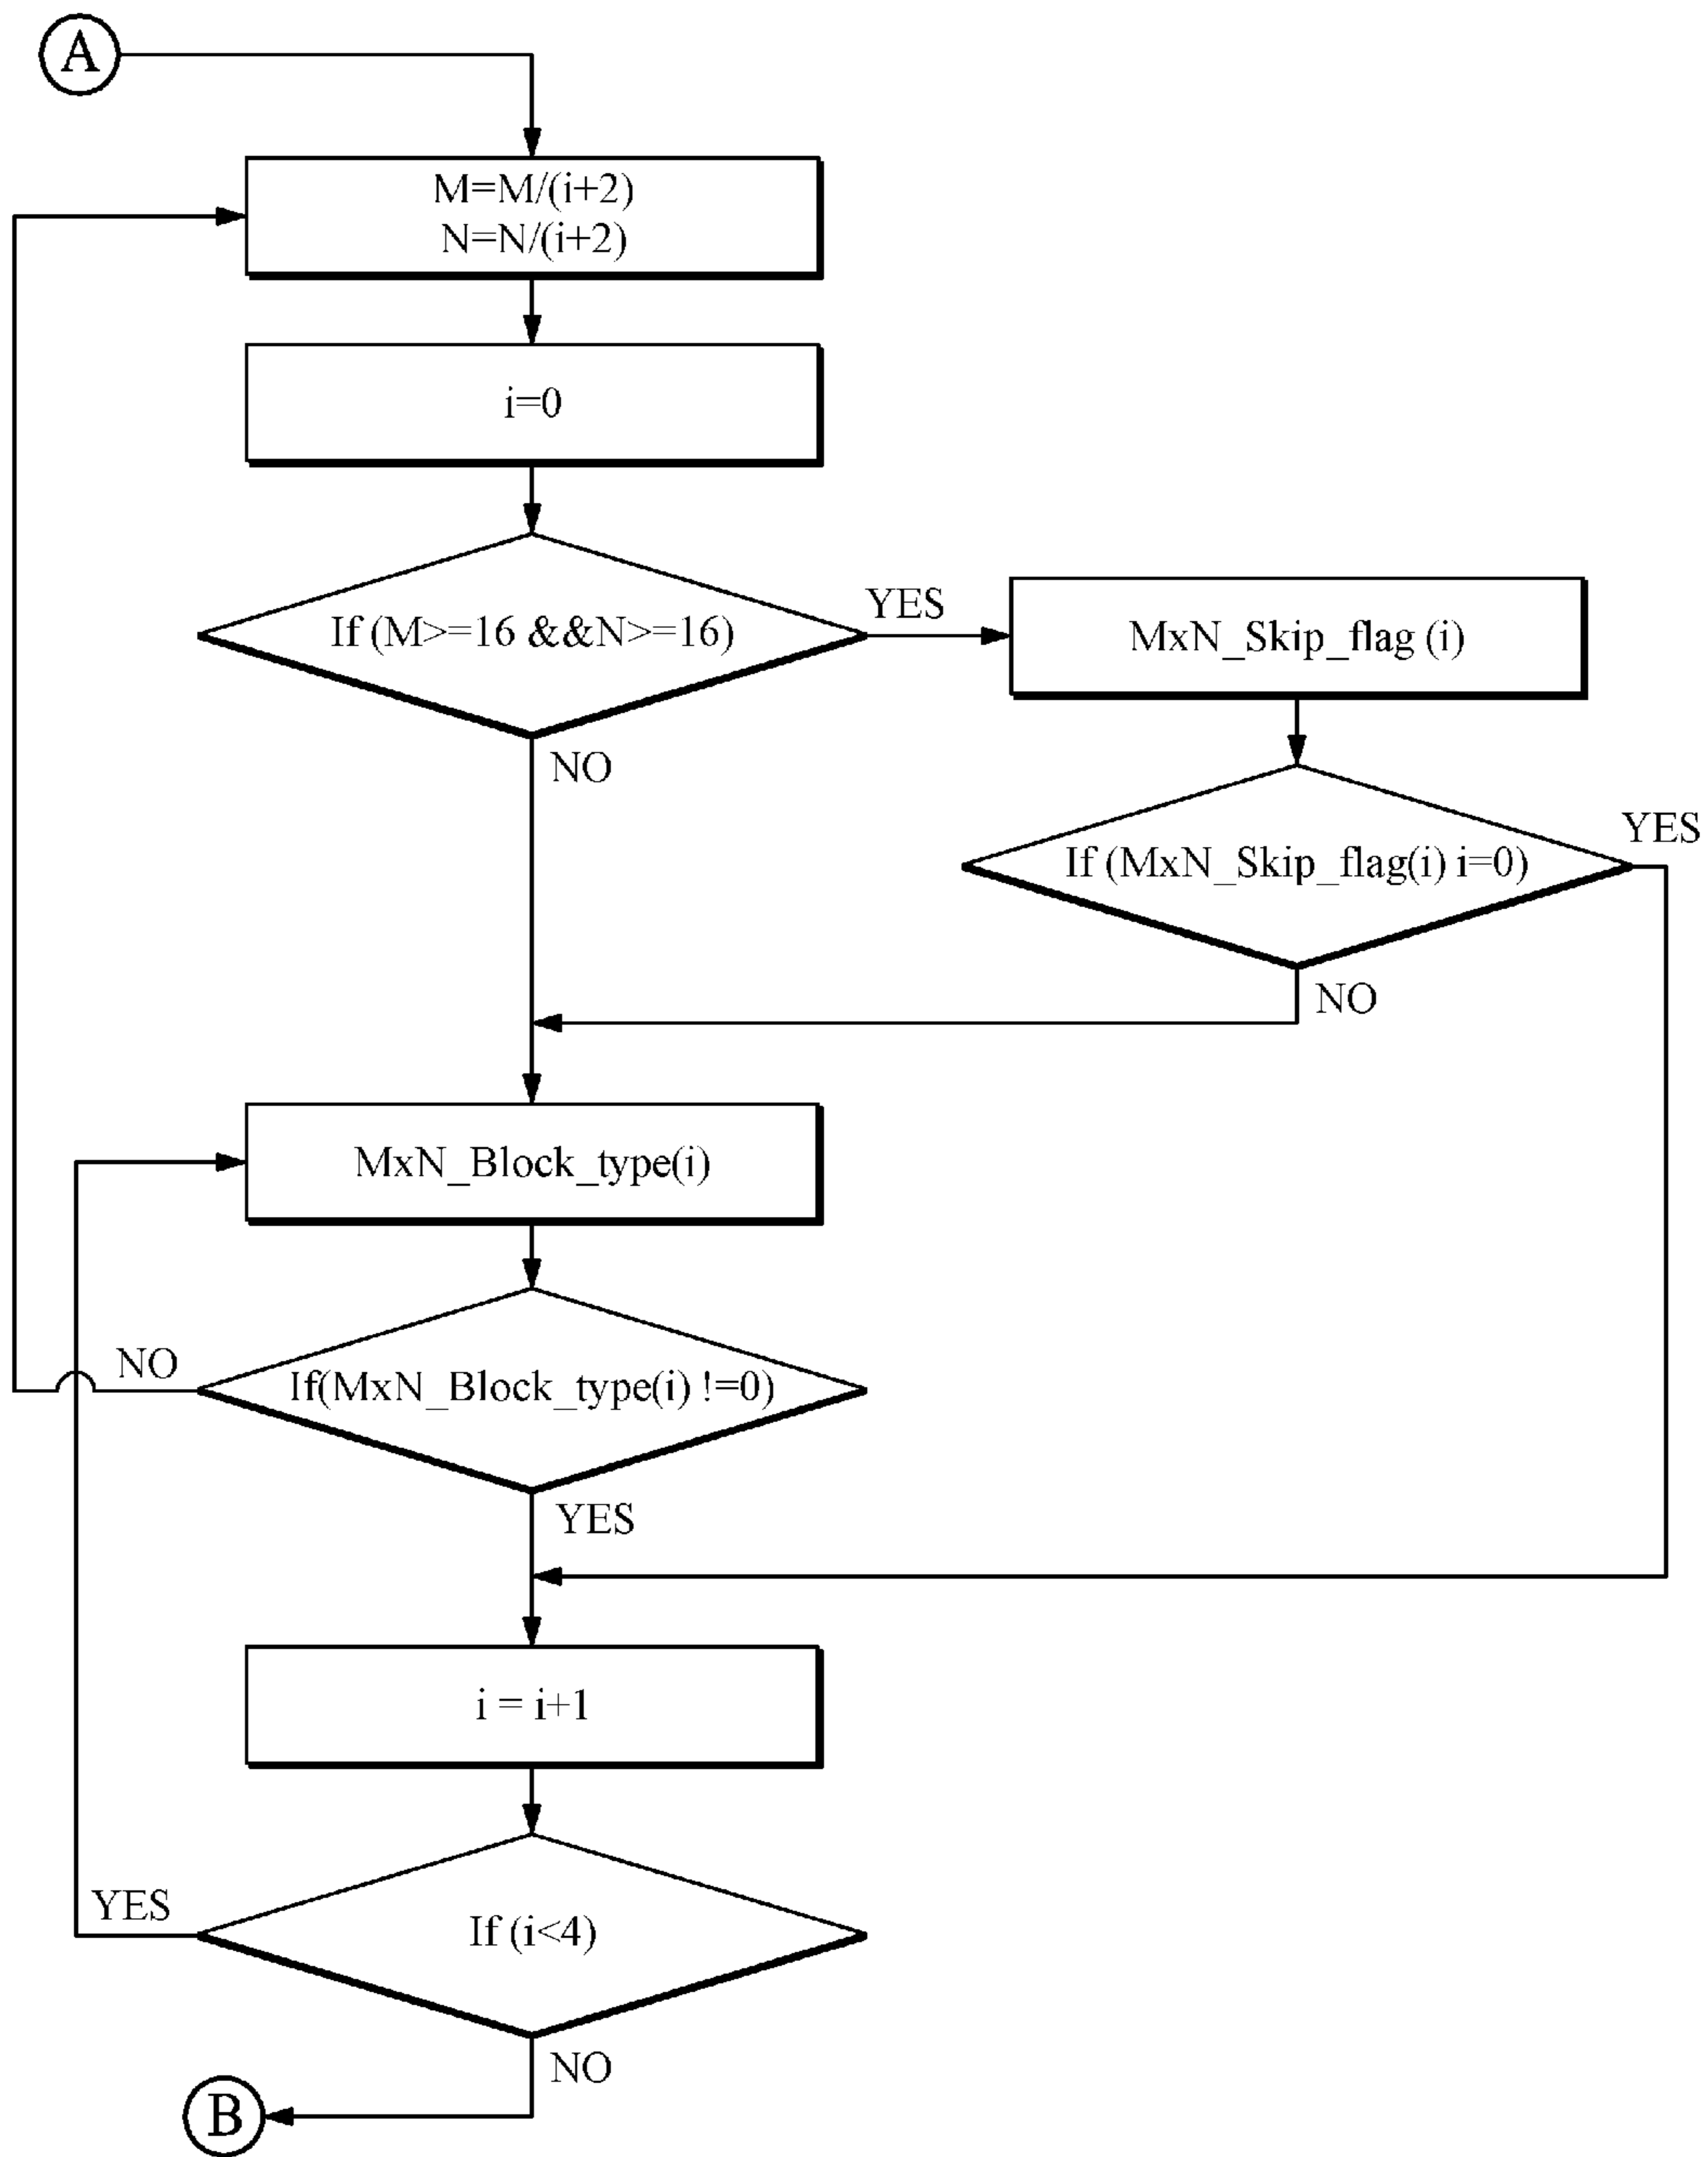 A
M=M/(i+2)
N=N/(i+2)
i=0
If (M>=16 &&N>=16)
YES
MxN_Skip_flag (i)
NO
If (MxN_Skip_flag(i) i=0)
YES
NO
MxN_Block_type(i)
NO
If(MxN_Block_type(i) !=0)
YES
i = i+1
YES
If (i<4)
NO
B